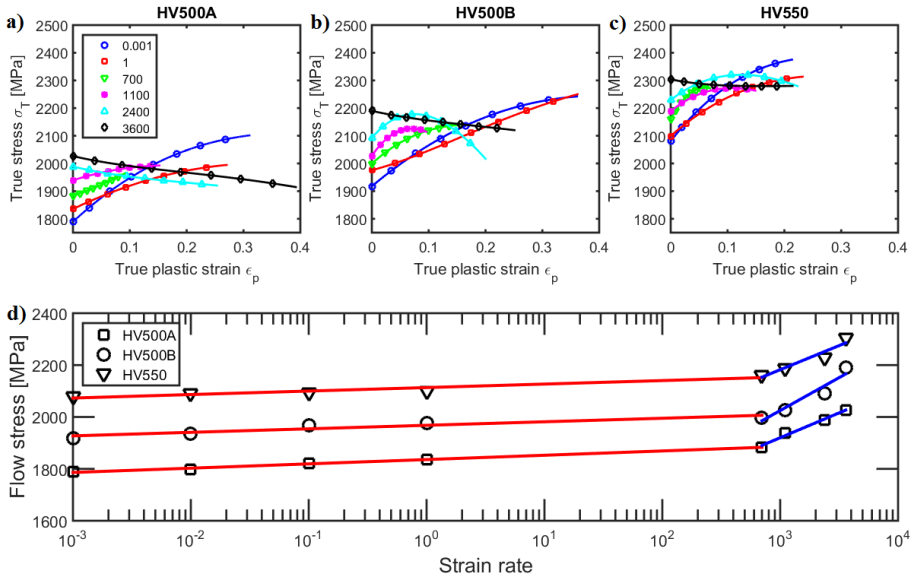 a) HV500A
b) HV500B
c) HV550
True stress σT [MPa]
2500
2400
2300
2200
2100
2000
1900
1800
0.001
1
700
1100
2400
3600
0 0.1 0.2 0.3 0.4
True plastic strain ϵp
True stress σT [MPa]
2500
2400
2300
2200
2100
2000
1900
1800
0 0.1 0.2 0.3 0.4
True plastic strain ϵp
True stress σT [MPa]
2500
2400
2300
2200
2100
2000
1900
1800
0 0.1 0.2 0.3 0.4
True plastic strain ϵp
d)
Flow stress [MPa]
2400
2200
2000
1800
1600
HV500A
HV500B
HV550
10-3 10-2 10-1 100 101 102 103 104
Strain rate